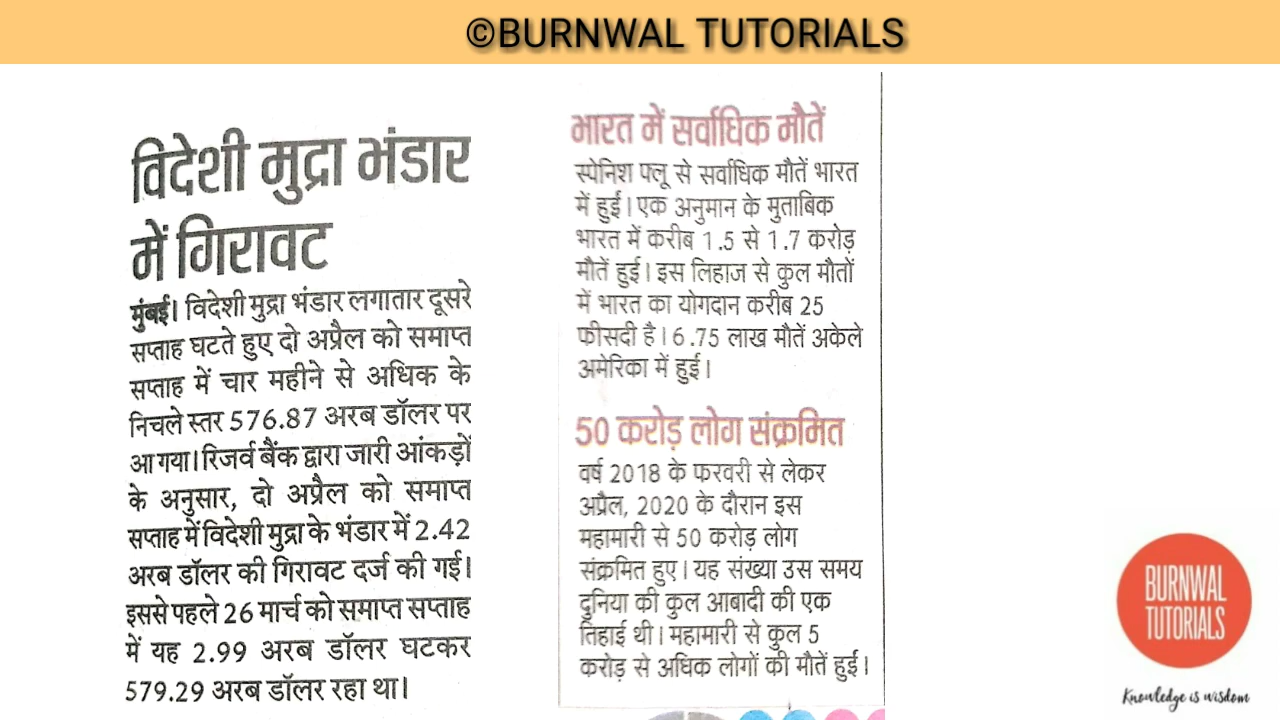 ©BURNWAL TUTORIALS
विदेशी मुद्रा भंडार
में गिरावट
मुंबई। विदेशी मुद्रा भंडार लगातार दूसरे
सप्ताह घटते हुए दो अप्रैल को समाप्त
सप्ताह में चार महीने से अधिक के
निचले स्तर 576.87 अरब डॉलर पर
आ गया। रिजर्व बैंक द्वारा जारी आंकड़ों
के अनुसार, दो अप्रैल को समाप्त
सप्ताह में विदेशी मुद्रा के भंडार में 2.42
अरब डॉलर की गिरावट दर्ज की गई।
इससे पहले 26 मार्च को समाप्त सप्ताह
में यह 2.99 अरब डॉलर घटकर
579.29 अरब डॉलर रहा था।
भारत में सर्वाधिक मौतें
स्पेनिश फ्लू से सर्वाधिक मौतें भारत
में हुईं। एक अनुमान के मुताबिक
भारत में करीब 1.5 से 1.7 करोड़
मौतें हुई। इस लिहाज से कुल मौतों
में भारत का योगदान करीब 25
फीसदी है। 6.75 लाख मौतें अकेले
अमेरिका में हुई।
50 करोड़ लोग संक्रमित
वर्ष 2018 के फरवरी से लेकर
अप्रैल, 2020 के दौरान इस
महामारी से 50 करोड़ लोग
संक्रमित हुए। यह संख्या उस समय
दुनिया की कुल आबादी की एक
तिहाई थी। महामारी से कुल 5
करोड़ से अधिक लोगों की मौतें हुईं।
BURNWAL
TUTORIALS
Knowledge is wisdom